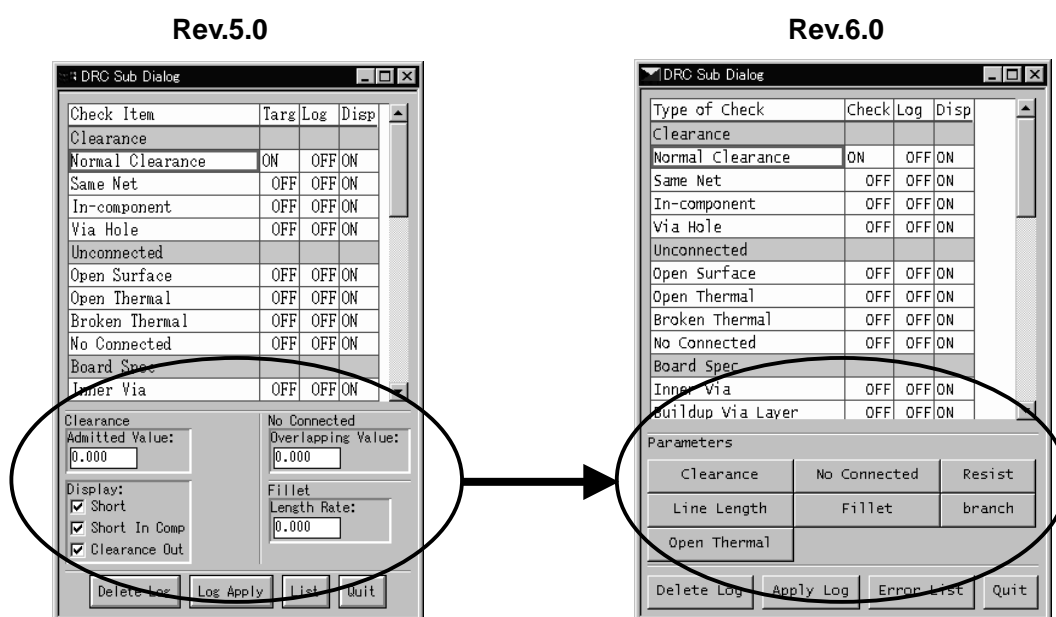 Rev.5.0
DRC Sub Dialog
Check Item Targ Log Disp
Clearance
Normal Clearance ON OFF ON
Same Net OFF OFF ON
In-component OFF OFF ON
Via Hole OFF OFF ON
Unconnected
Open Surface OFF OFF ON
Open Thermal OFF OFF ON
Broken Thermal OFF OFF ON
No Connected OFF OFF ON
Board Spec
Inner Via OFF OFF ON
Clearance
Admitted Value:
0.000
No Connected
Overlapping Value:
0.000
Display:
Short
Short In Comp
Clearance Out
Fillet
Length Rate:
0.000
Delete Log Log Apply List Quit
Rev.6.0
DRC Sub Dialog
Type of Check Check Log Disp
Clearance
Normal Clearance ON OFF ON
Same Net OFF OFF ON
In-component OFF OFF ON
Via Hole OFF OFF ON
Unconnected
Open Surface OFF OFF ON
Open Thermal OFF OFF ON
Broken Thermal OFF OFF ON
No Connected OFF OFF ON
Board Spec
Inner Via OFF OFF ON
Buildup Via Layer OFF OFF ON
Parameters
Clearance No Connected Resist
Line Length Fillet branch
Open Thermal
Delete Log Apply Log Error List Quit